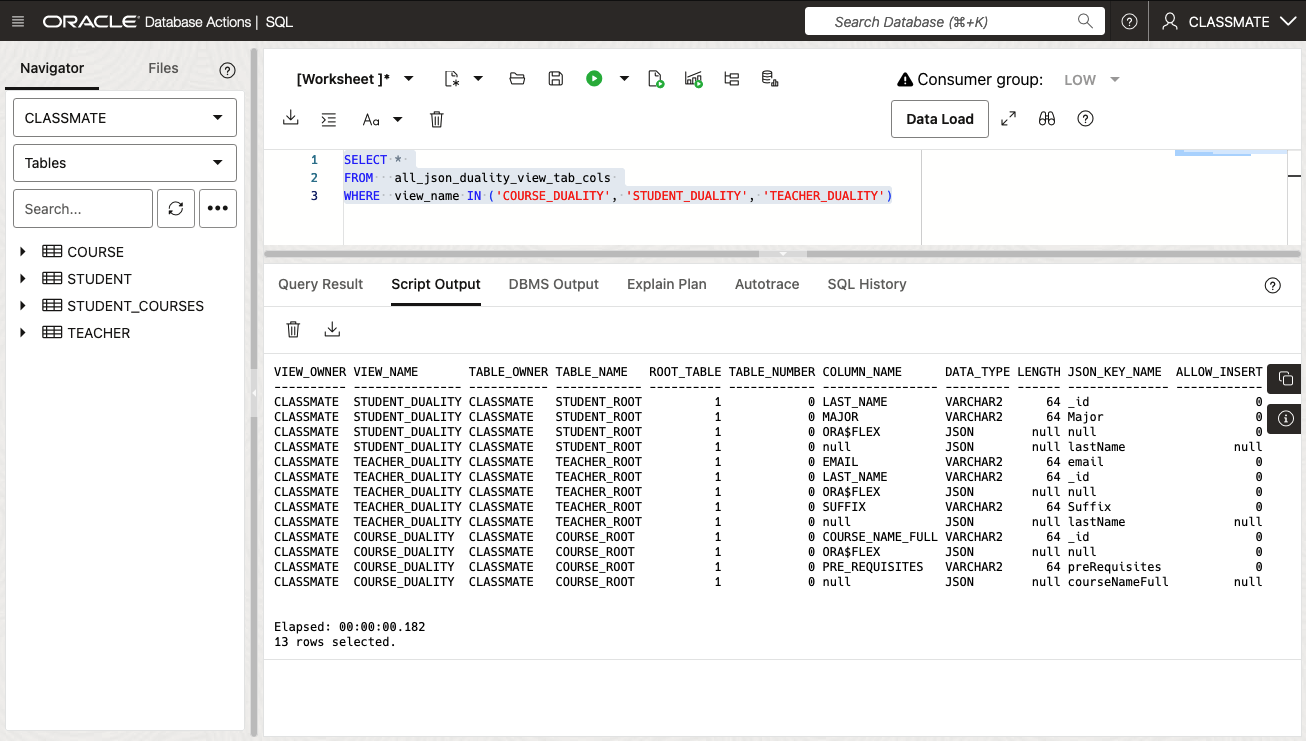 ORACLE Database Actions | SQL
Search Database (⌘+K)
CLASSMATE
Navigator
Files
CLASSMATE
Tables
Search...
COURSE
STUDENT
STUDENT_COURSES
TEACHER
[Worksheet ]*
Consumer group: LOW
Aa
Data Load
1 SELECT *
2 FROM   all_json_duality_view_tab_cols
3 WHERE  view_name IN ('COURSE_DUALITY', 'STUDENT_DUALITY', 'TEACHER_DUALITY')
Query Result Script Output DBMS Output Explain Plan Autotrace SQL History
VIEW_OWNER VIEW_NAME       TABLE_OWNER TABLE_NAME   ROOT_TABLE TABLE_NUMBER COLUMN_NAME      DATA_TYPE LENGTH JSON_KEY_NAME  ALLOW_INSERT
---------- --------------- ----------- ------------ ---------- ------------ ---------------- --------- ------ -------------- ------------
CLASSMATE  STUDENT_DUALITY CLASSMATE   STUDENT_ROOT          1            0 LAST_NAME        VARCHAR2      64 _id                       0
CLASSMATE  STUDENT_DUALITY CLASSMATE   STUDENT_ROOT          1            0 MAJOR            VARCHAR2      64 Major                     0
CLASSMATE  STUDENT_DUALITY CLASSMATE   STUDENT_ROOT          1            0 ORA$FLEX         JSON        null null                      0
CLASSMATE  STUDENT_DUALITY CLASSMATE   STUDENT_ROOT          1            0 null             JSON        null lastName               null
CLASSMATE  TEACHER_DUALITY CLASSMATE   TEACHER_ROOT          1            0 EMAIL            VARCHAR2      64 email                     0
CLASSMATE  TEACHER_DUALITY CLASSMATE   TEACHER_ROOT          1            0 LAST_NAME        VARCHAR2      64 _id                       0
CLASSMATE  TEACHER_DUALITY CLASSMATE   TEACHER_ROOT          1            0 ORA$FLEX         JSON        null null                      0
CLASSMATE  TEACHER_DUALITY CLASSMATE   TEACHER_ROOT          1            0 SUFFIX           VARCHAR2      64 Suffix                    0
CLASSMATE  TEACHER_DUALITY CLASSMATE   TEACHER_ROOT          1            0 null             JSON        null lastName               null
CLASSMATE  COURSE_DUALITY  CLASSMATE   COURSE_ROOT           1            0 COURSE_NAME_FULL VARCHAR2      64 _id                       0
CLASSMATE  COURSE_DUALITY  CLASSMATE   COURSE_ROOT           1            0 ORA$FLEX         JSON        null null                      0
CLASSMATE  COURSE_DUALITY  CLASSMATE   COURSE_ROOT           1            0 PRE_REQUISITES   VARCHAR2      64 preRequisites             0
CLASSMATE  COURSE_DUALITY  CLASSMATE   COURSE_ROOT           1            0 null             JSON        null courseNameFull         null
Elapsed: 00:00:00.182
13 rows selected.